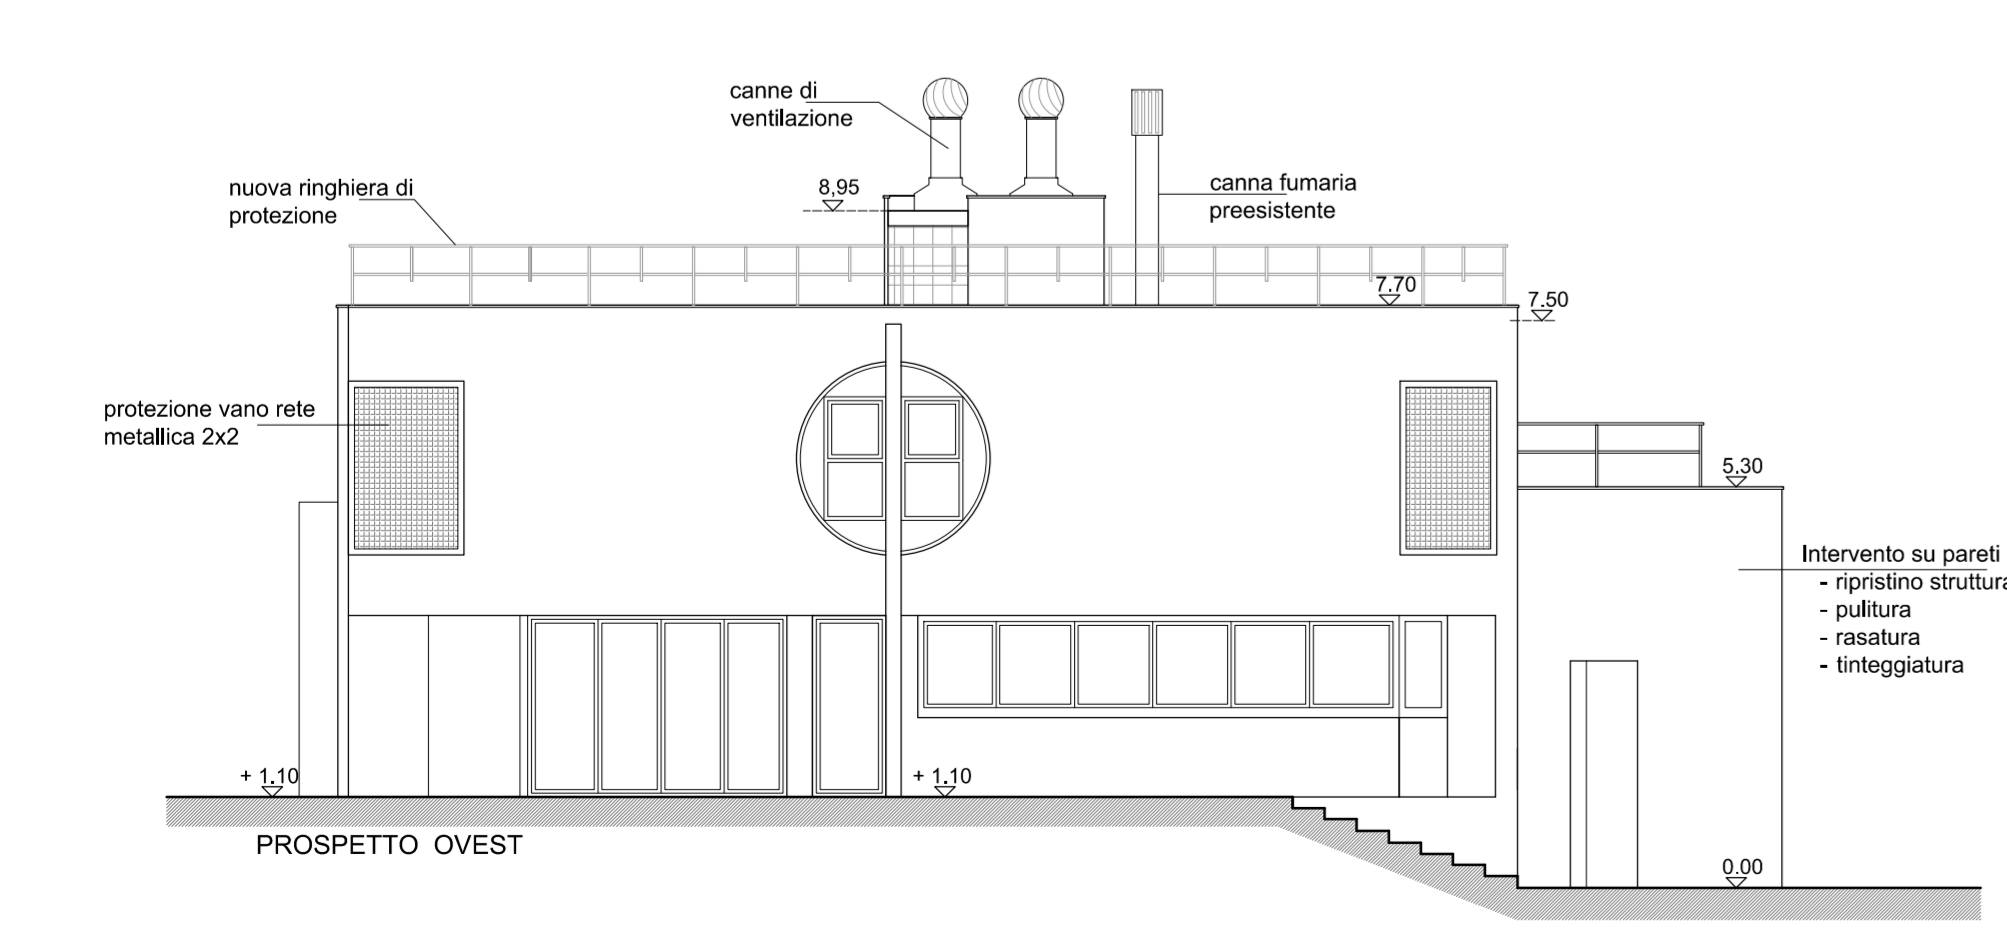 canne di
ventilazione
nuova ringhiera di
protezione
8,95
canna fumaria
preesistente
7.70
7.50
protezione vano rete
metallica 2x2
5.30
Intervento su pareti
- ripristino struttura
- pulitura
- rasatura
- tinteggiatura
+ 1.10
+ 1.10
PROSPETTO OVEST
0.00